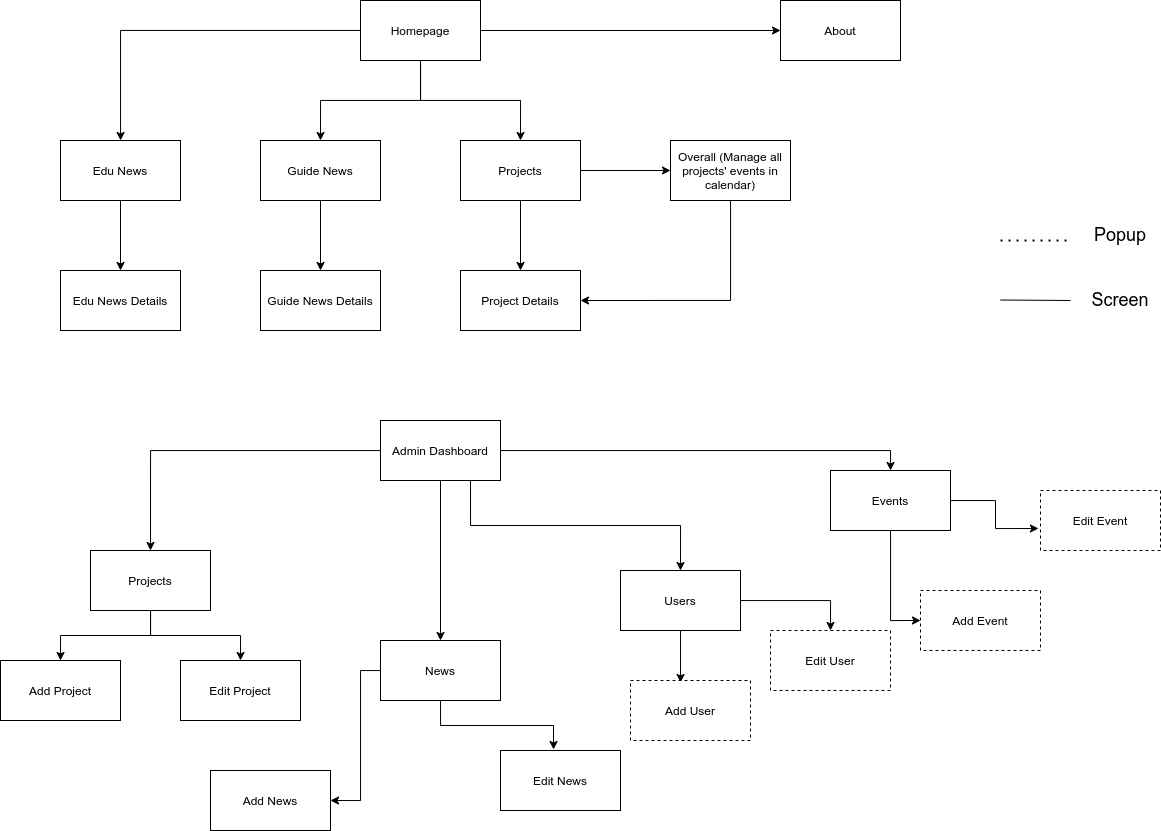 Homepage
About
Edu News
Guide News
Projects
Overall (Manage all
projects' events in
calendar)
Popup
Edu News Details
Guide News Details
Project Details
Screen
Admin Dashboard
Events
Edit Event
Projects
Users
Add Event
News
Edit User
Add Project
Edit Project
Add User
Edit News
Add News